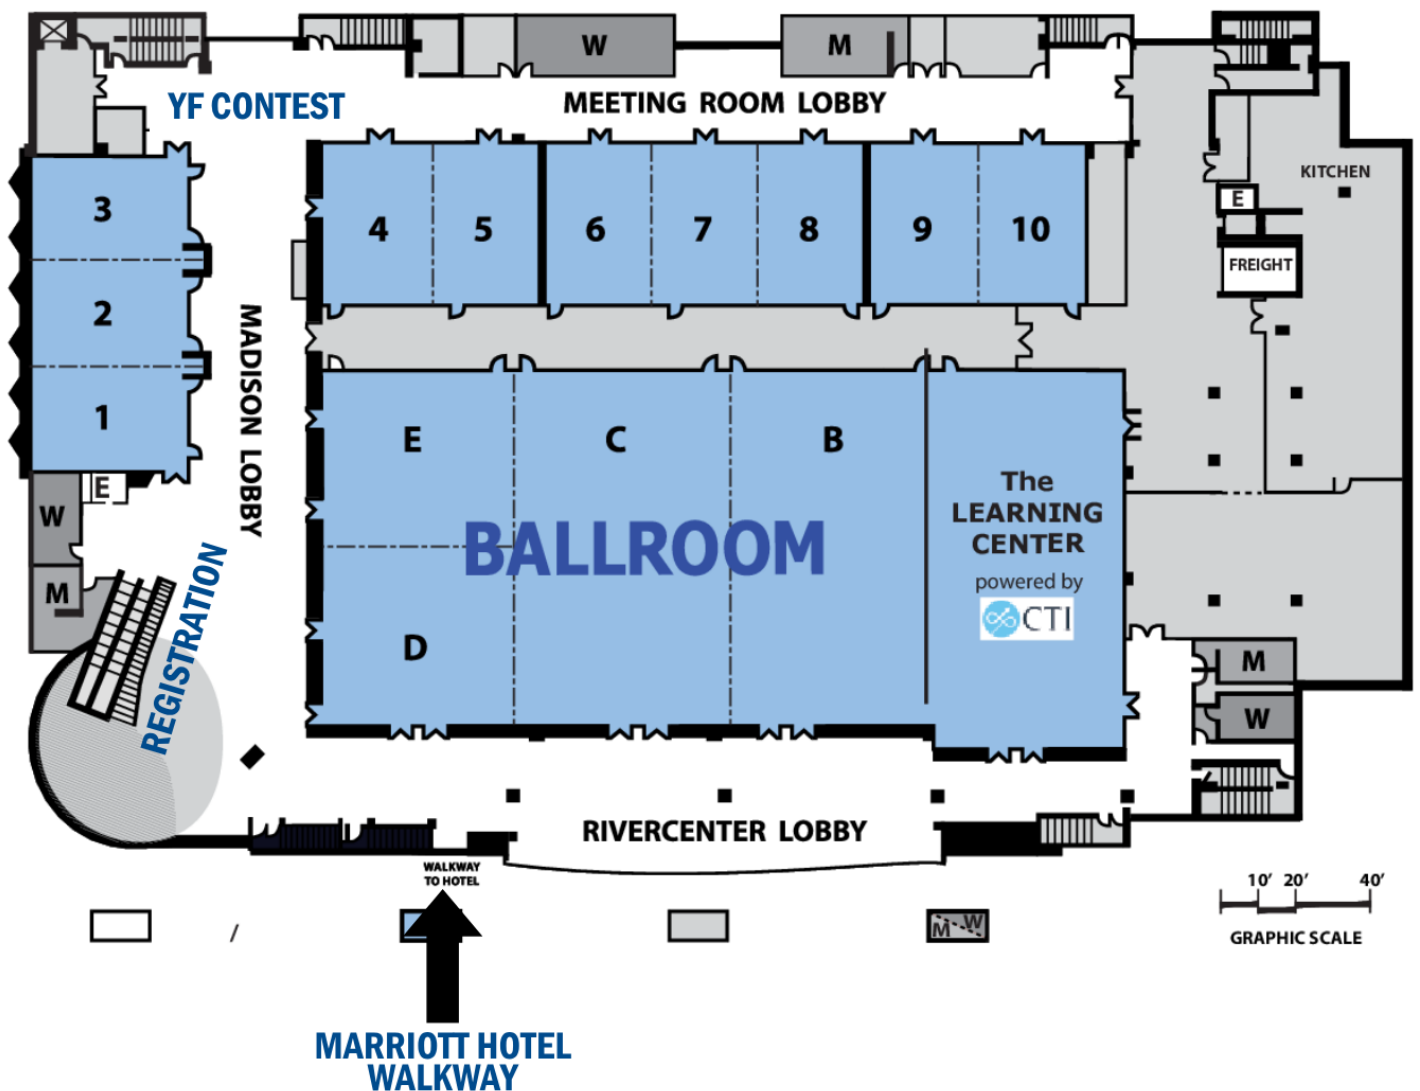 W
M
YF CONTEST
MEETING ROOM LOBBY
KITCHEN
3
4
5
6
7
8
9
10
E
FREIGHT
2
1
MADISON LOBBY
E
C
B
The
LEARNING
CENTER
powered by
CTI
BALLROOM
D
E
W
M
REGISTRATION
M
W
RIVERCENTER LOBBY
WALKWAY
TO HOTEL
/
M W
10' 20' 40'
GRAPHIC SCALE
MARRIOTT HOTEL
WALKWAY